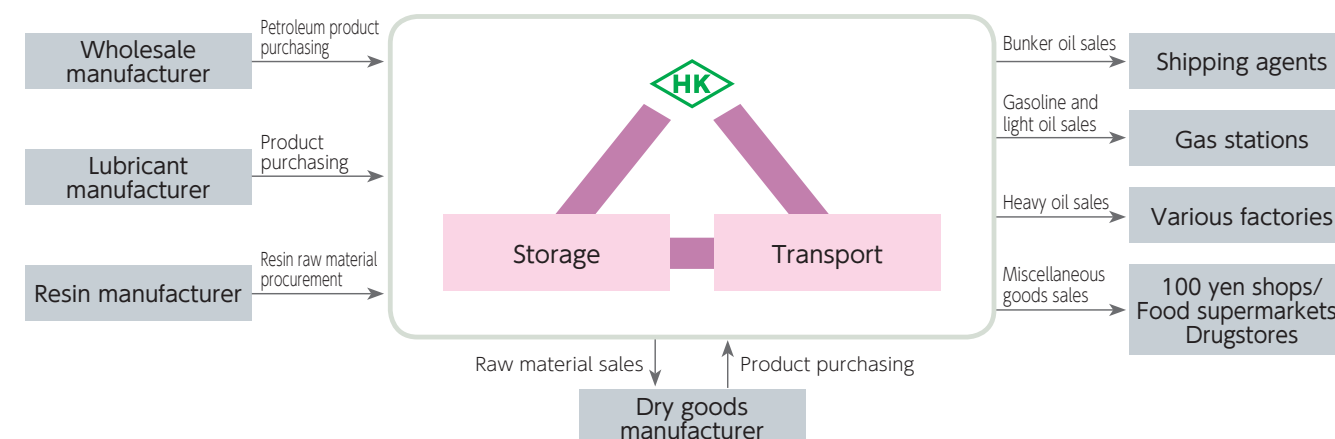 Wholesale
manufacturer
Petroleum product
purchasing
Lubricant
manufacturer
Product
purchasing
Resin manufacturer
Resin raw material
procurement
HK
Storage
Transport
Bunker oil sales
Shipping agents
Gasoline and
light oil sales
Gas stations
Heavy oil sales
Various factories
Miscellaneous
goods sales
100 yen shops/
Food supermarkets
Drugstores
Raw material sales
Product purchasing
Dry goods
manufacturer